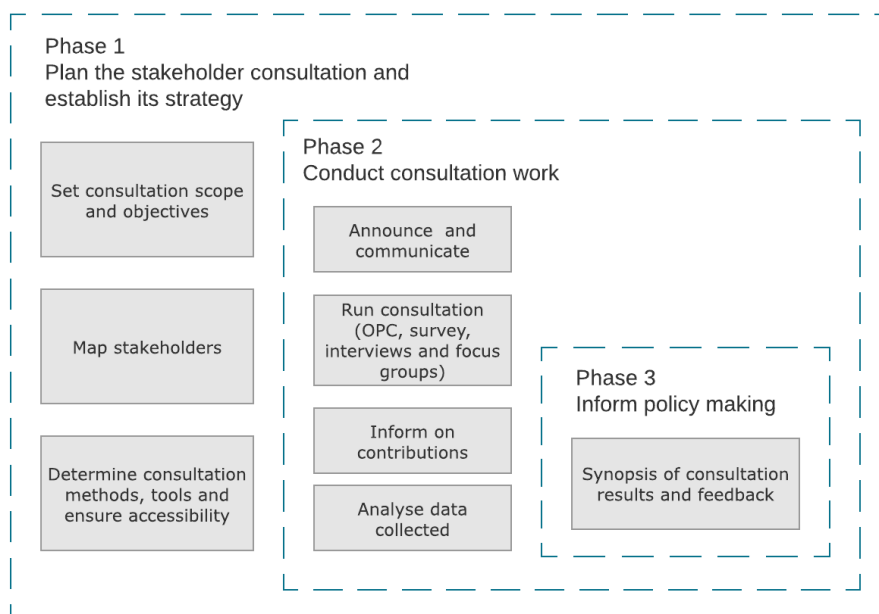 Phase 1
Plan the stakeholder consultation and
establish its strategy
Set consultation scope
and objectives
Map stakeholders
Determine consultation
methods, tools and
ensure accessibility
Phase 2
Conduct consultation work
Announce and
communicate
Run consultation
(OPC, survey,
interviews and focus
groups)
Inform on
contributions
Analyse data
collected
Phase 3
Inform policy making
Synopsis of consultation
results and feedback